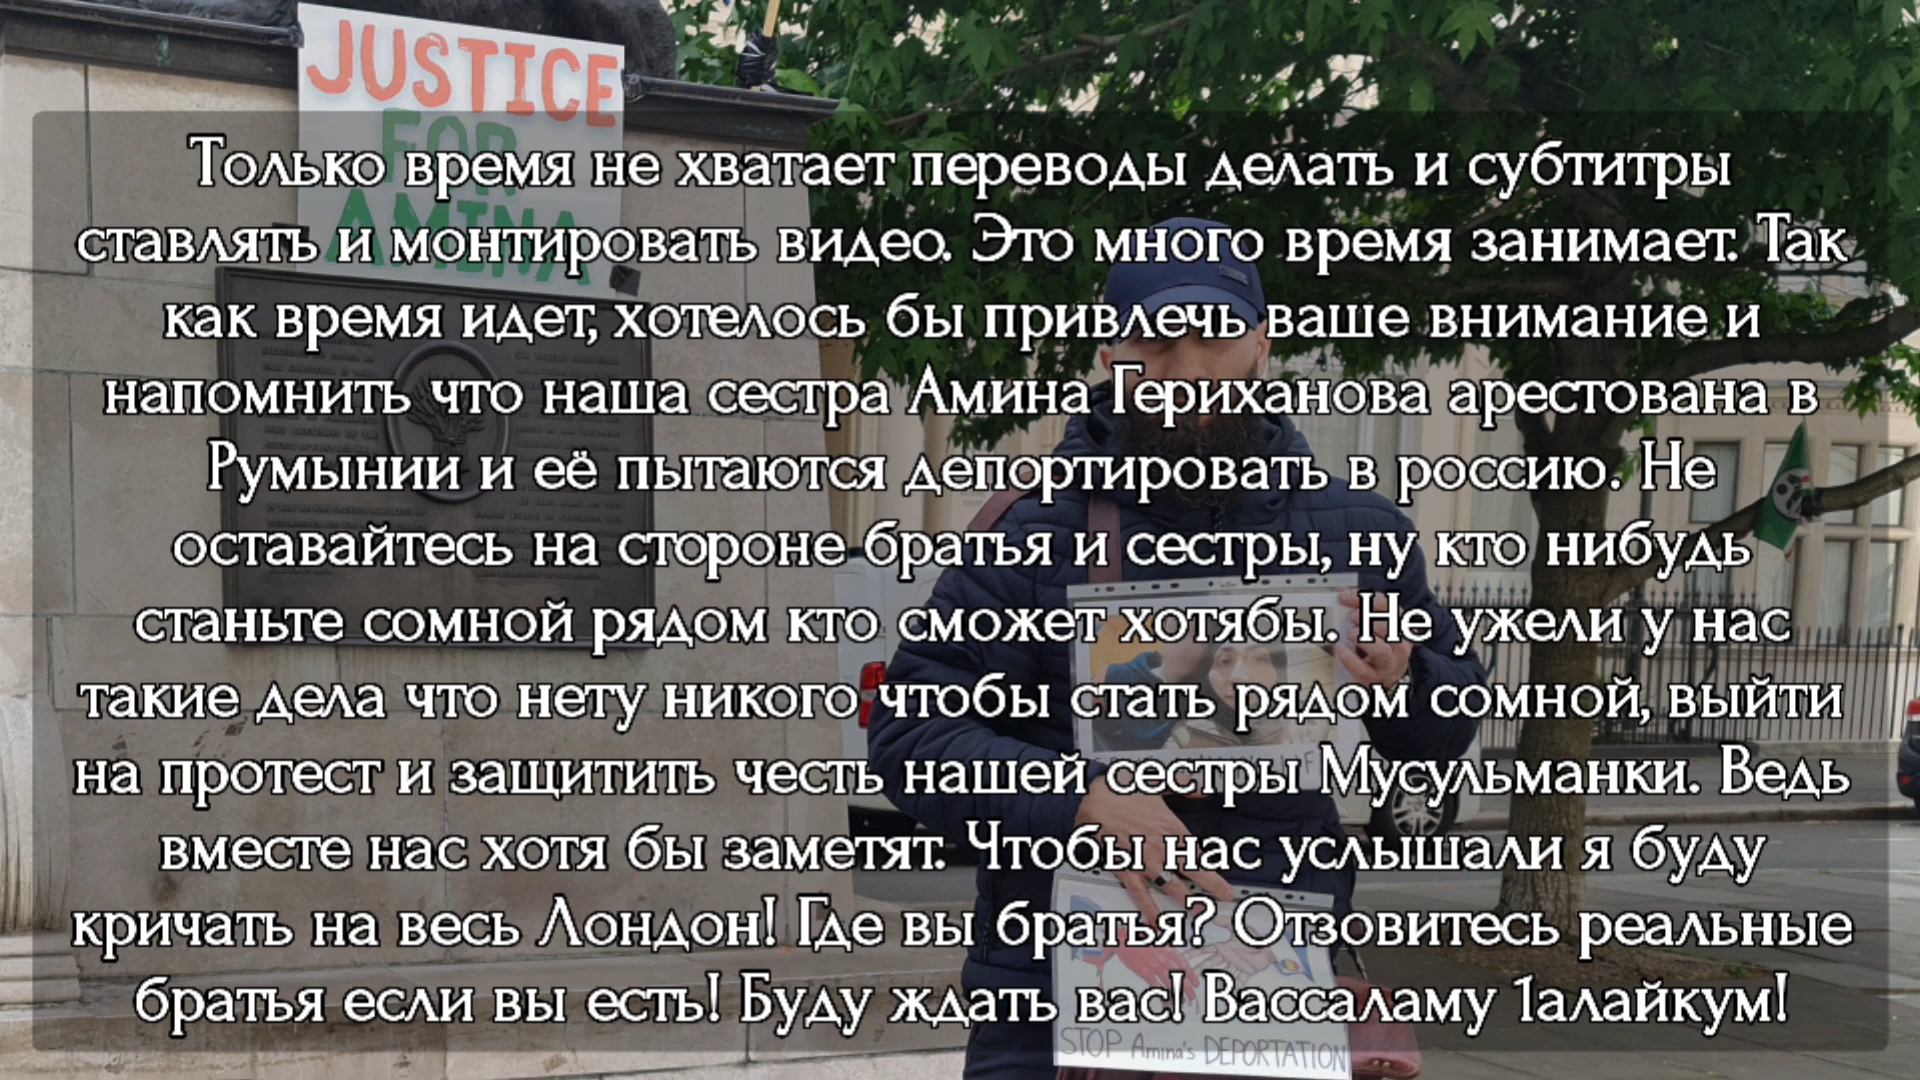 JUSTICE
FOR
AMINA
Только время не хватает переводы делать и субтитры
ставлять и монтировать видео. Это много время занимает. Так
как время идет, хотелось бы привлечь ваше внимание и
напомнить что наша сестра Амина Гериханова арестована в
Румынии и её пытаются депортировать в россию. Не
оставайтесь на стороне братья и сестры, ну кто нибудь
станьте сомной рядом кто сможет хотябы. Не ужели у нас
такие дела что нету никого чтобы стать рядом сомной, выйти
на протест и защитить честь нашей сестры Мусульманки. Ведь
вместе нас хотя бы заметят. Чтобы нас услышали я буду
кричать на весь Лондон! Где вы братья? Отзовитесь реальные
братья если вы есть! Буду ждать вас! Вассаламу 1алайкум!
STOP Amina's DEPORTATION